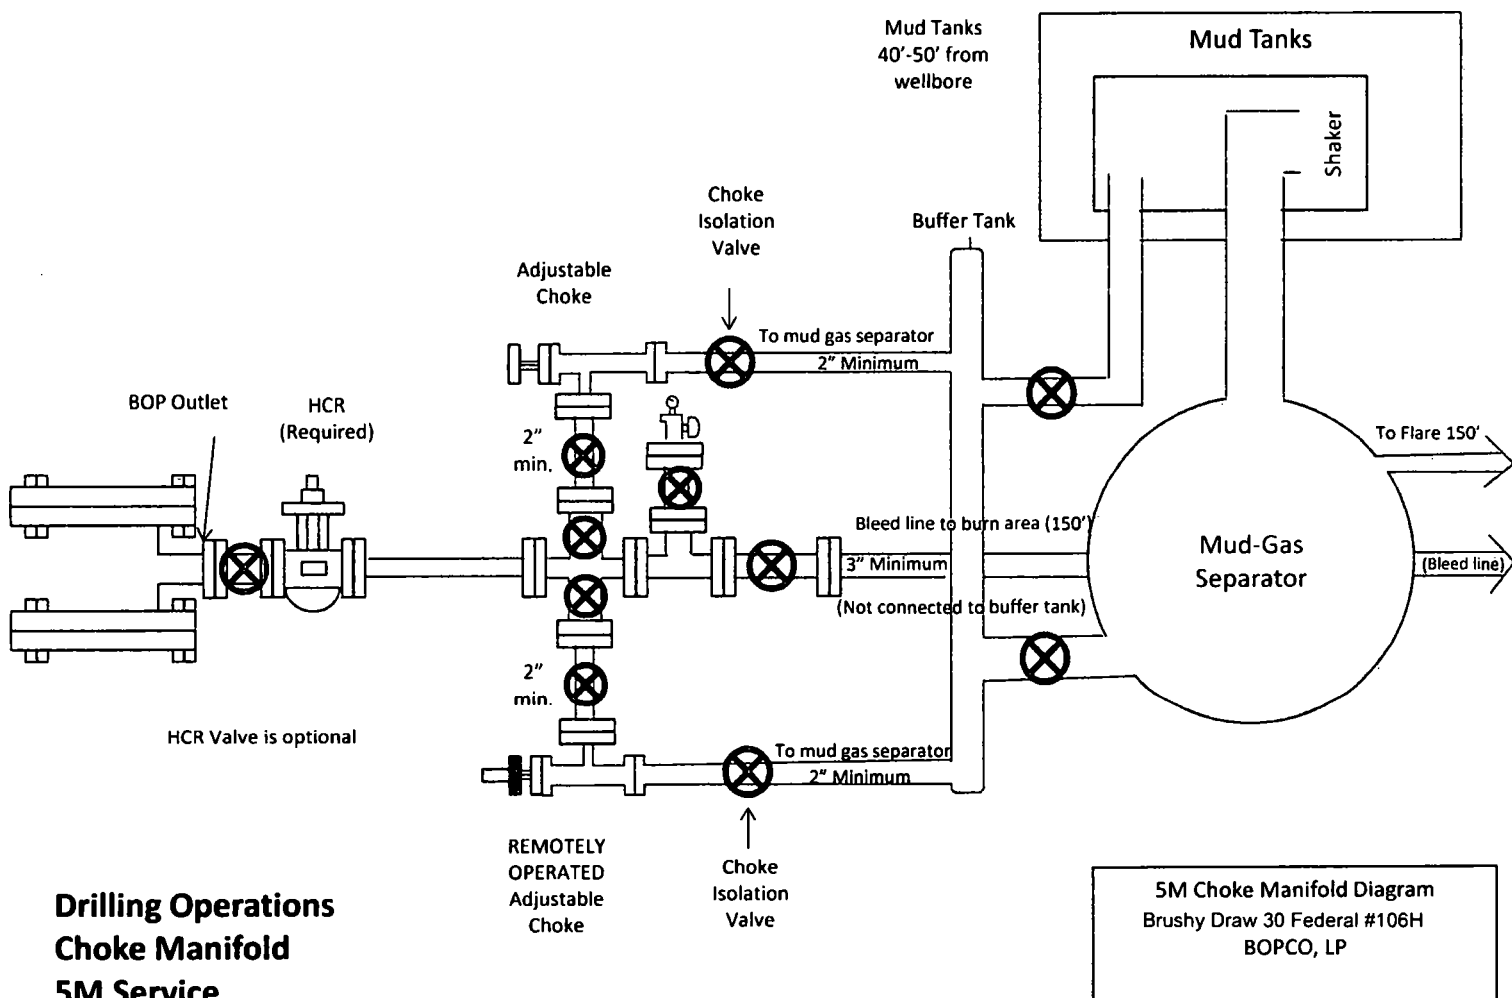 Mud Tanks
40'-50' from
wellbore
Mud Tanks
Shaker
Choke
Isolation
Valve
Buffer Tank
Adjustable
Choke
To mud gas separator
2" Minimum
BOP Outlet
HCR
(Required)
2"
min.
To Flare 150'
Bleed line to burn area (150')
3" Minimum
(Not connected to buffer tank)
Mud-Gas
Separator
(Bleed line)
2"
min.
HCR Valve is optional
To mud gas separator
2" Minimum
REMOTELY
OPERATED
Adjustable
Choke
Choke
Isolation
Valve
Drilling Operations
Choke Manifold
5M Service
5M Choke Manifold Diagram
Brushy Draw 30 Federal #106H
BOPCO, LP